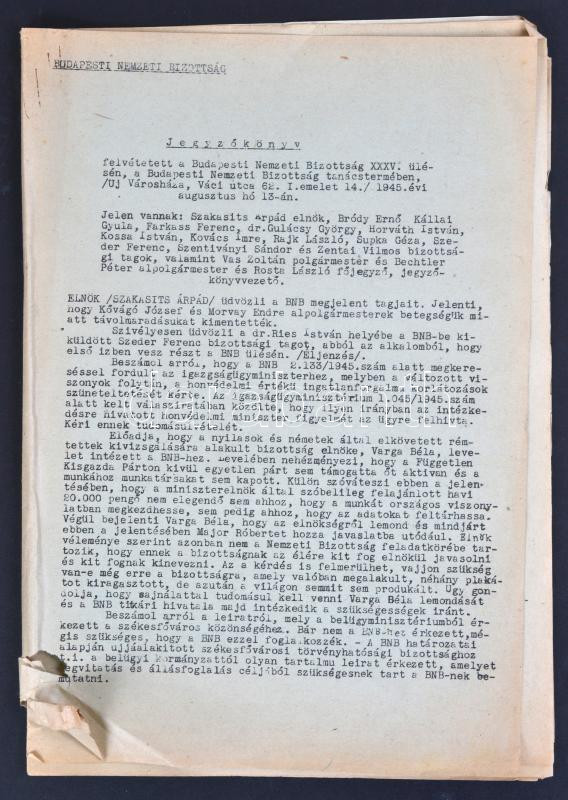 BUDAPESTI NEMZETI BIZOTTSÁG
Jegyzőkönyv
felvétetett a Budapesti Nemzeti Bizottság XXXV. ülé-
sén, a Budapesti Nemzeti Bizottság tanácstermében,
/Uj Városháza, Váci utca 62. I.emelet 14./ 1945.évi
augusztus hó 13-án.
Jelen vannak: Szakasits Árpád elnök, Bródy Ernő Kállai
Gyula, Farkass Ferenc, dr.Gulácsy György, Horváth István,
Kossa István, Kovács Imre, Rajk László, Supka Géza, Sze-
der Ferenc, Szentiványi Sándor és Zentai Vilmos bizottsá-
gi tagok, valamint Vas Zoltán polgármester és Bechtler
Péter alpolgármester és Rosta László főjegyző, jegyző-
könyvvezető.
ELNÖK /SZAKASITS ÁRPÁD/ üdvözli a BNB megjelent tagjait. Jelenti,
hogy Kővágó József és Morvay Endre alpolgármesterek betegségük mi-
att távolmaradásukat kimentették.
Szivélyesen üdvözli a dr.Ries István helyébe a BNB-be ki-
küldött Szeder Ferenc bizottsági tagot, abból az alkalomból, hogy
első izben vesz részt a BNB ülésén. /Éljenzés/.
Beszámol arról, hogy a BNB 2.133/1945.szám alatt megkere-
séssel fordult az igazságügyminiszterhez, melyben a változott vi-
szonyok folytán, a honvédelmi értékü ingatlanforgalmi korlátozások
szüneteltetését kérte. Az igazságügyminisztérium 1.045/1945.szám
alatt kelt válasziratában közölte, hogy ilyen irányban az intézke-
désre hivatott honvédelmi miniszter figyelmét az ügyre felhivta.
Kéri ennek tudomásulvételét.
Előadja, hogy a nyilasok és németek által elkövetett rém-
tettek kivizsgálására alakult bizottság elnöke, Varga Béla, leve-
let intézett a BNB-hez. Levelében nehézményezi, hogy a Független
Kisgazda Párton kivül egyetlen párt sem támogatta őt aktivan és a
munkához munkatársakat sem kapott. Külön szóváteszi ebben a jelen-
tésében, hogy a miniszterelnök által szóbelileg felajánlott havi
20.000 pengő nem elegendő sem ahhoz, hogy a munkát országos viszony-
latban megkezdhesse, sem pedig ahhoz, hogy az adatokat feltárhassa.
Végül bejelenti Varga Béla, hogy az elnökségről lemond és mindjárt
ebben a jelentésében Major Róbertet hozza javaslatba utódául. Elnök
véleménye szerint azonban nem a Nemzeti Bizottság feladatkörébe tar-
tozik, hogy ennek a bizottságnak az élére kit fog elnökül javasolni
és kit fognak kinevezni. Az a kérdés is felmerülhet, vajjon szükség
van-e még erre a bizottságra, amely valóban megalakult, néhány plaká-
tot kiragasztott, de azután a világon semmit sem produkált. Ugy gon-
dolja, hogy sajnálattal tudomásul kell venni Varga Béla lemondását
és a BNB titkári hivatala majd intézkedik a szükségességek iránt.
Beszámol arról a leiratról, mely a belügyminisztériumból ér-
kezett a székesfőváros közönségéhez. Bár nem a BNB-hez érkezett,mé-
gis szükséges, hogy a BNB ezzel foglalkozzék. - A BNB határozatai
alapján ujjáalakitott székesfővárosi törvényhatósági bizottsághoz
t.i. a belügyi kormányzattól olyan tartalmu leirat érkezett, amelyet
megvitatás és állásfoglalás céljából szükségesnek tart a BNB-nek be-
mutatni.